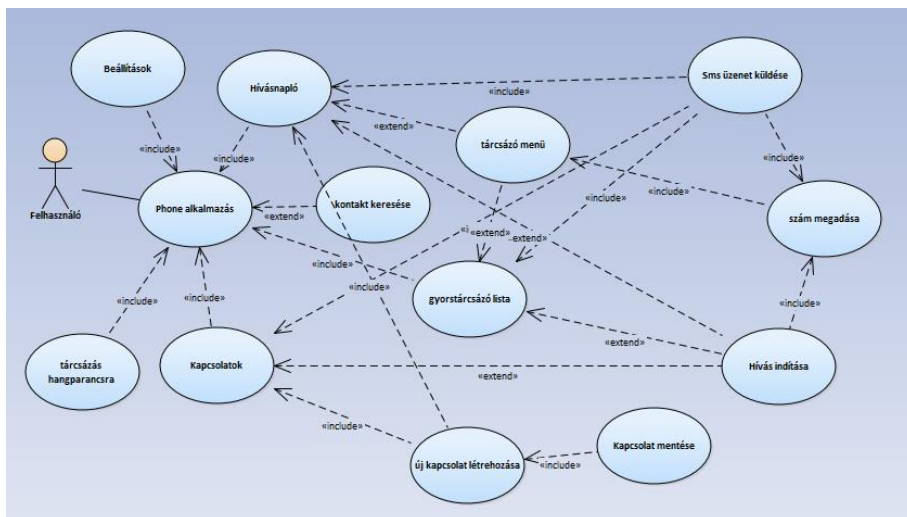 Beállítások
Hívásnapló
Sms üzenet küldése
«include»
«extend»
tárcsázó menü
«include»
«include»
«include»
«include»
Felhasználó
Phone alkalmazás
«extend»
kontakt keresése
«include»
szám megadása
«extend»
extend»
«include»
«include»
«include»
«include»
gyorstárcsázó lista
«include»
tárcsázás
hangparancsra
Kapcsolatok
«extend»
«extend»
Hívás indítása
«include»
új kapcsolat létrehozása
«include»
Kapcsolat mentése